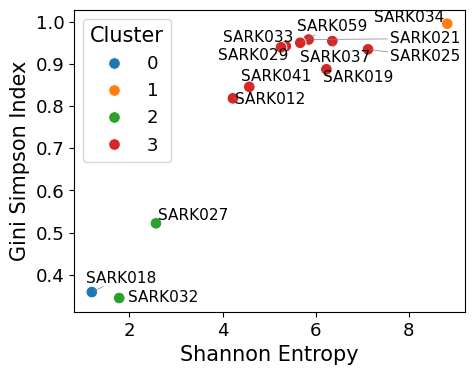 SARK034
SARK059
SARK033
SARK021
SARK029
SARK037
SARK025
SARK041
SARK019
SARK012
SARK027
SARK018
SARK032
Cluster
0
1
2
3
1.0
0.9
0.8
0.7
0.6
0.5
0.4
Gini Simpson Index
2 4 6 8
Shannon Entropy